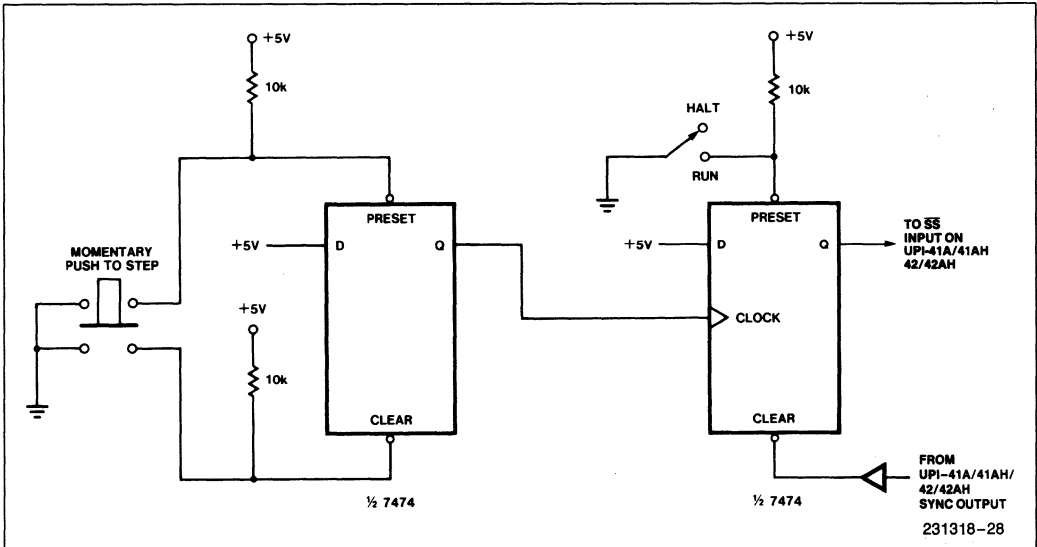 +5V
10k
+5V
10k
HALT
RUN
PRESET
+5V
D
Q
MOMENTARY
PUSH TO STEP
+5V
10k
CLEAR
½ 7474
PRESET
+5V
D
Q
CLOCK
CLEAR
½ 7474
TO S̅S̅
INPUT ON
UPI-41A/41AH
42/42AH
FROM
UPI–41A/41AH/
42/42AH
SYNC OUTPUT
231318–28